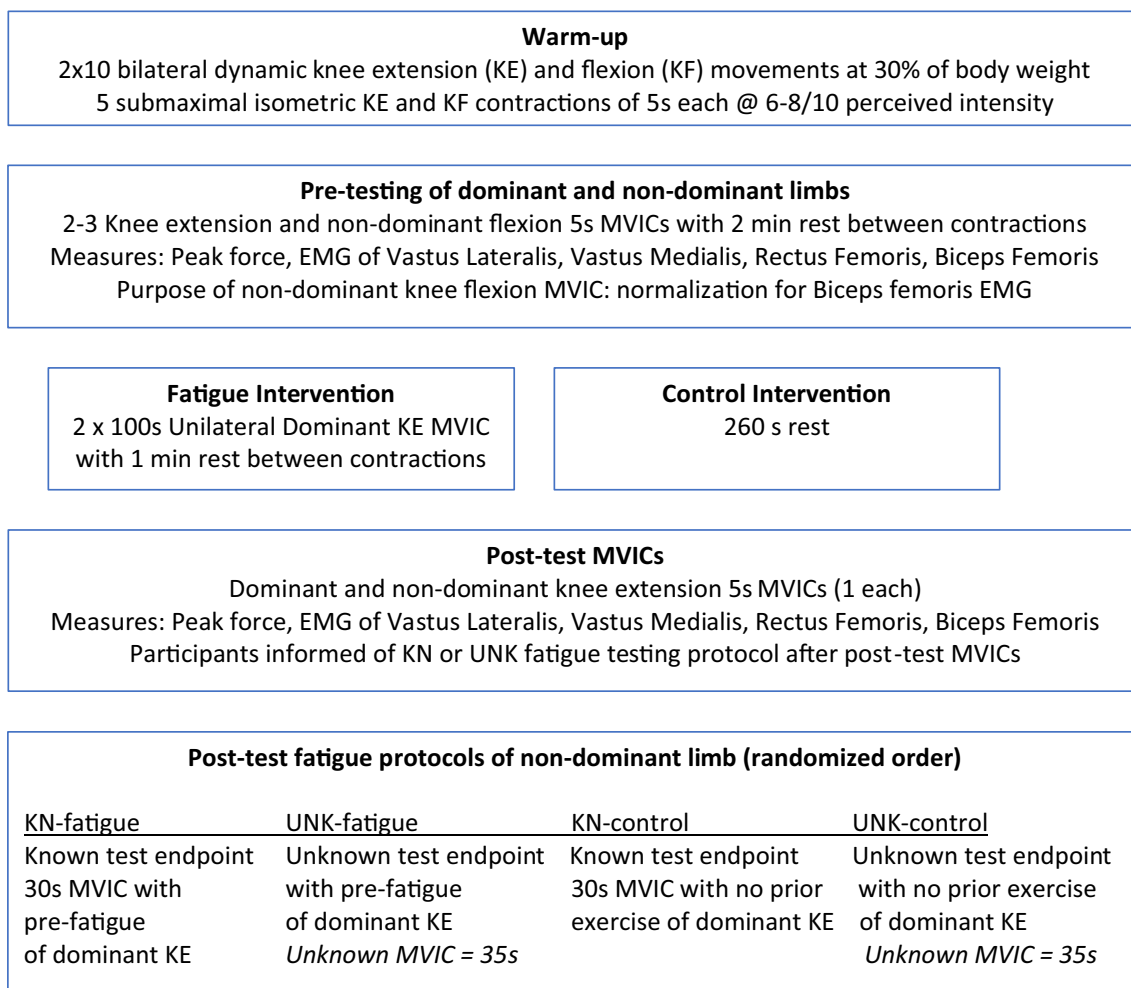 Warm-up
2x10 bilateral dynamic knee extension (KE) and flexion (KF) movements at 30% of body weight
5 submaximal isometric KE and KF contractions of 5s each @ 6-8/10 perceived intensity
Pre-testing of dominant and non-dominant limbs
2-3 Knee extension and non-dominant flexion 5s MVICs with 2 min rest between contractions
Measures: Peak force, EMG of Vastus Lateralis, Vastus Medialis, Rectus Femoris, Biceps Femoris
Purpose of non-dominant knee flexion MVIC: normalization for Biceps femoris EMG
Fatigue Intervention
2 x 100s Unilateral Dominant KE MVIC
with 1 min rest between contractions
Control Intervention
260 s rest
Post-test MVICs
Dominant and non-dominant knee extension 5s MVICs (1 each)
Measures: Peak force, EMG of Vastus Lateralis, Vastus Medialis, Rectus Femoris, Biceps Femoris
Participants informed of KN or UNK fatigue testing protocol after post-test MVICs
Post-test fatigue protocols of non-dominant limb (randomized order)
KN-fatigue
Known test endpoint
30s MVIC with
pre-fatigue
of dominant KE
UNK-fatigue
Unknown test endpoint
with pre-fatigue
of dominant KE
Unknown MVIC = 35s
KN-control
Known test endpoint
30s MVIC with no prior
exercise of dominant KE
UNK-control
Unknown test endpoint
with no prior exercise
of dominant KE
Unknown MVIC = 35s